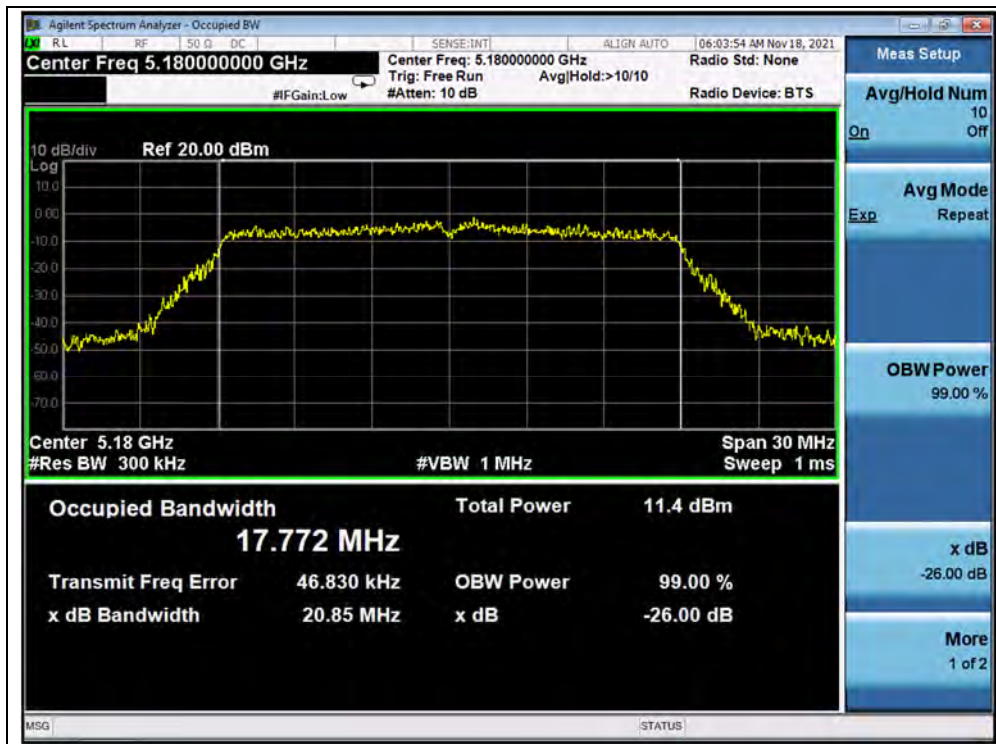 Agilent Spectrum Analyzer - Occupied BW
LXI RL RF 50 Ω DC SENSE:INT ALIGN AUTO 06:03:54 AM Nov 18, 2021
Center Freq 5.180000000 GHz
Center Freq: 5.180000000 GHz Radio Std: None
Trig: Free Run Avg|Hold:>10/10
#IFGain:Low #Atten: 10 dB Radio Device: BTS
10 dB/div Ref 20.00 dBm
Log
10.0
0.00
-10.0
-20.0
-30.0
-40.0
-50.0
-60.0
-70.0
Center 5.18 GHz Span 30 MHz
#Res BW 300 kHz #VBW 1 MHz Sweep 1 ms
Occupied Bandwidth Total Power 11.4 dBm
17.772 MHz
Transmit Freq Error 46.830 kHz OBW Power 99.00 %
x dB Bandwidth 20.85 MHz x dB -26.00 dB
MSG STATUS
Meas Setup
Avg/Hold Num
10
On Off
Avg Mode
Exp Repeat
OBW Power
99.00 %
x dB
-26.00 dB
More
1 of 2